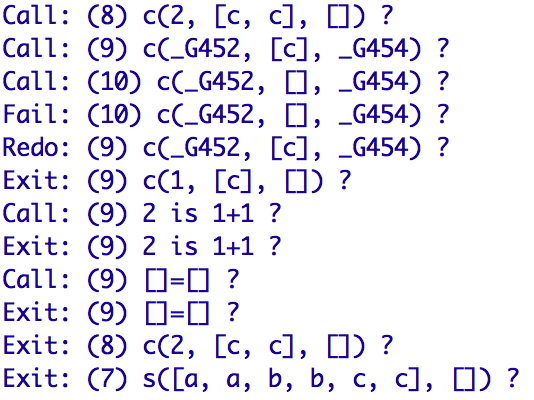 Call: (8) c(2, [c, c], []) ?
Call: (9) c(_G452, [c], _G454) ?
Call: (10) c(_G452, [], _G454) ?
Fail: (10) c(_G452, [], _G454) ?
Redo: (9) c(_G452, [c], _G454) ?
Exit: (9) c(1, [c], []) ?
Call: (9) 2 is 1+1 ?
Exit: (9) 2 is 1+1 ?
Call: (9) []=[] ?
Exit: (9) []=[] ?
Exit: (8) c(2, [c, c], []) ?
Exit: (7) s([a, a, b, b, c, c], []) ?